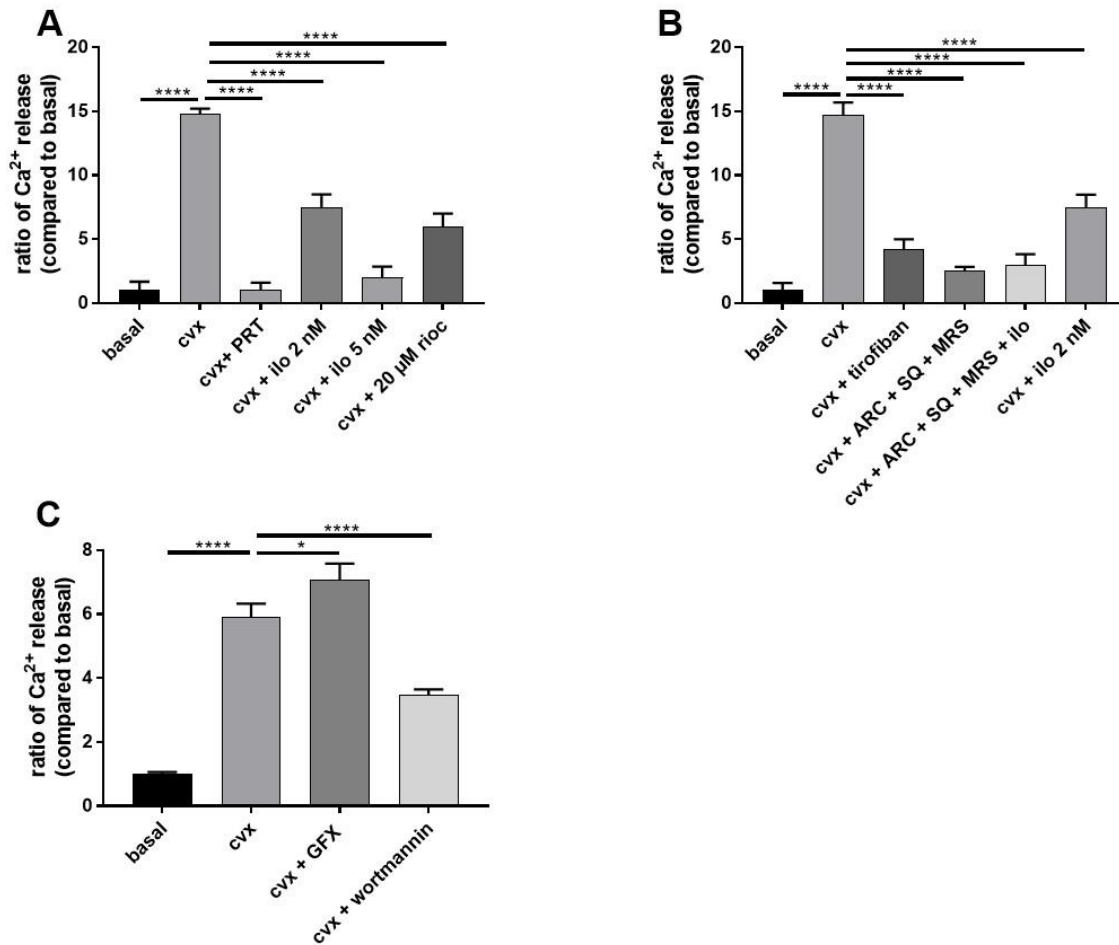 A
ratio of Ca²⁺ release
(compared to basal)
20
15
10
5
0
****
****
****
****
****
basal
cvx
cvx+ PRT
cvx + ilo 2 nM
cvx + ilo 5 nM
cvx + 20 µM rioc
B
ratio of Ca²⁺ release
(compared to basal)
20
15
10
5
0
****
****
****
****
****
basal
cvx
cvx + tirofiban
cvx + ARC + SQ + MRS
cvx + ARC + SQ + MRS + ilo
cvx + ilo 2 nM
C
ratio of Ca²⁺ release
(compared to basal)
8
6
4
2
0
****
****
*
basal
cvx
cvx + GFX
cvx + wortmannin